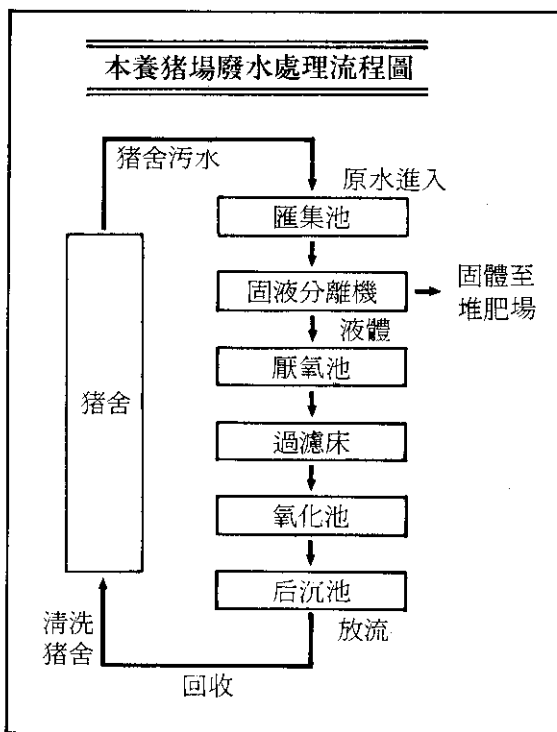 本養猪場廢水處理流程圖
猪舍汚水
原水進入
匯集池
固液分離機
固體至
堆肥場
液體
厭氧池
猪舍
過濾床
氧化池
后沉池
放流
淸洗
猪舍
回收